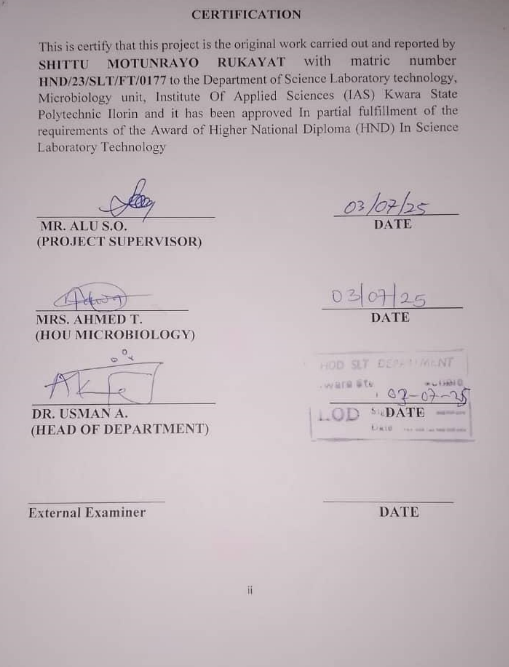 CERTIFICATION
This is certify that this project is the original work carried out and reported by
SHITTU MOTUNRAYO RUKAYAT with matric number
HND/23/SLT/FT/0177 to the Department of Science Laboratory technology,
Microbiology unit, Institute Of Applied Sciences (IAS) Kwara State
Polytechnic Ilorin and it has been approved In partial fulfillment of the
requirements of the Award of Higher National Diploma (HND) In Science
Laboratory Technology
03/07/25
MR. ALU S.O. DATE
(PROJECT SUPERVISOR)
03/07/25
MRS. AHMED T. DATE
(HOU MICROBIOLOGY)
HOD SLT DEPARTMENT
07-25
DR. USMAN A. DATE
(HEAD OF DEPARTMENT)
External Examiner DATE
ii